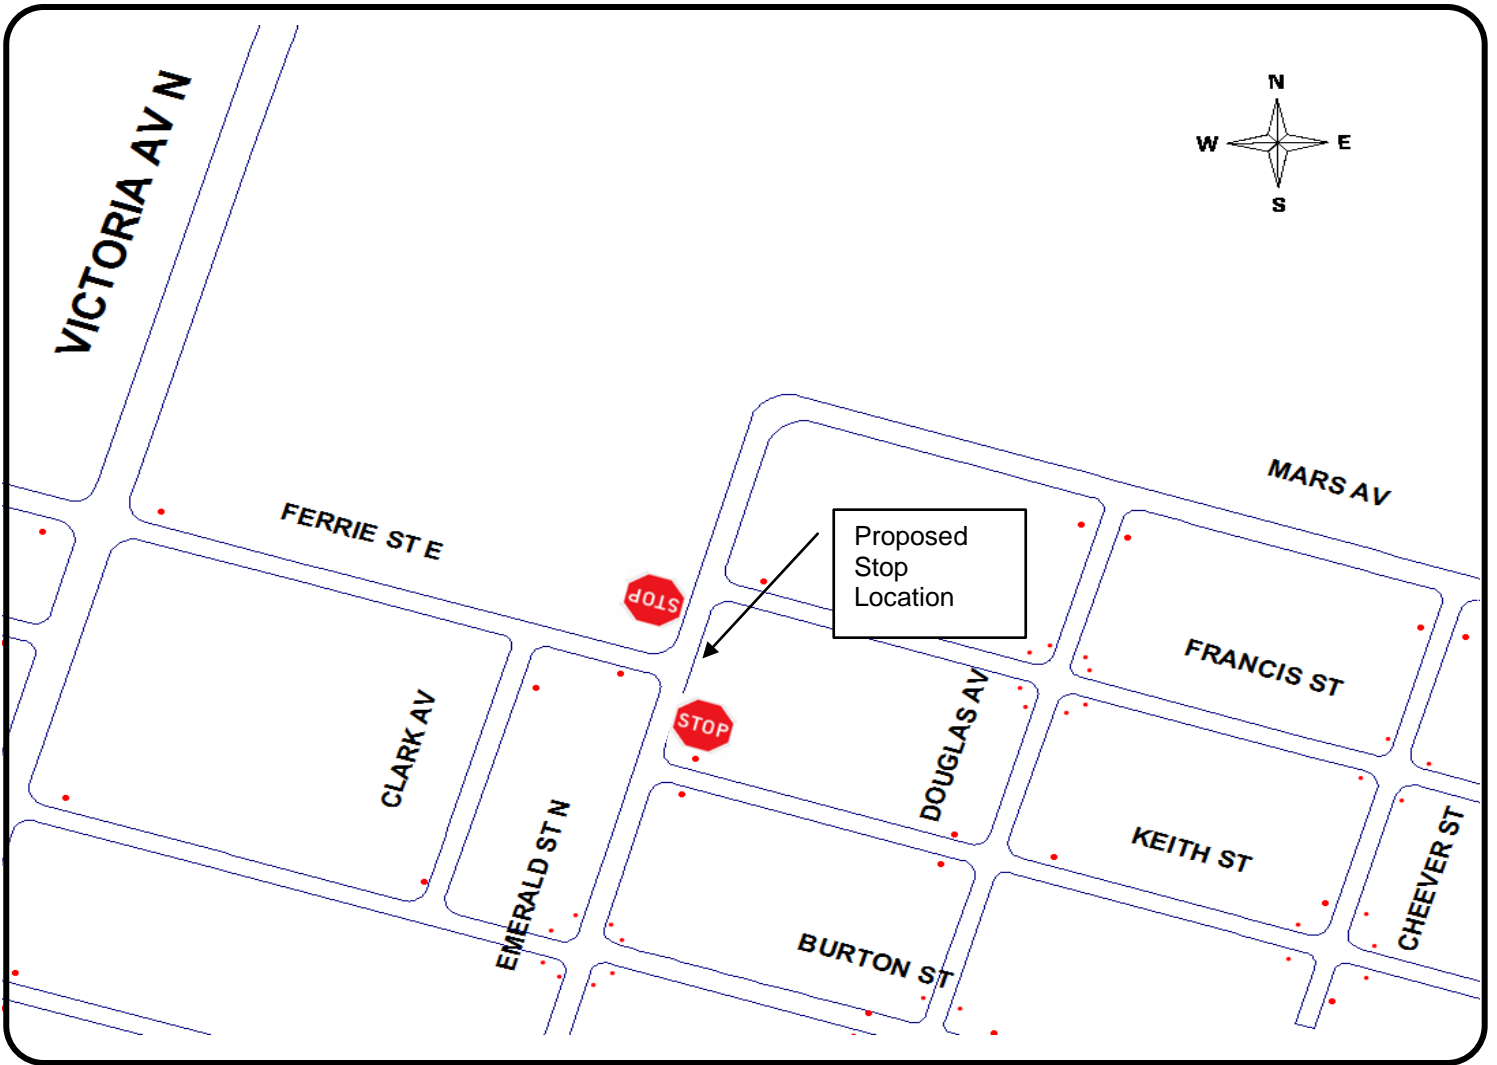 VICTORIA AV N
N
W
E
S
MARS AV
FERRIE ST E
Proposed
Stop
Location
STOP
FRANCIS ST
CLARK AV
STOP
DOUGLAS AV
EMERALD ST N
KEITH ST
CHEEVER ST
BURTON ST